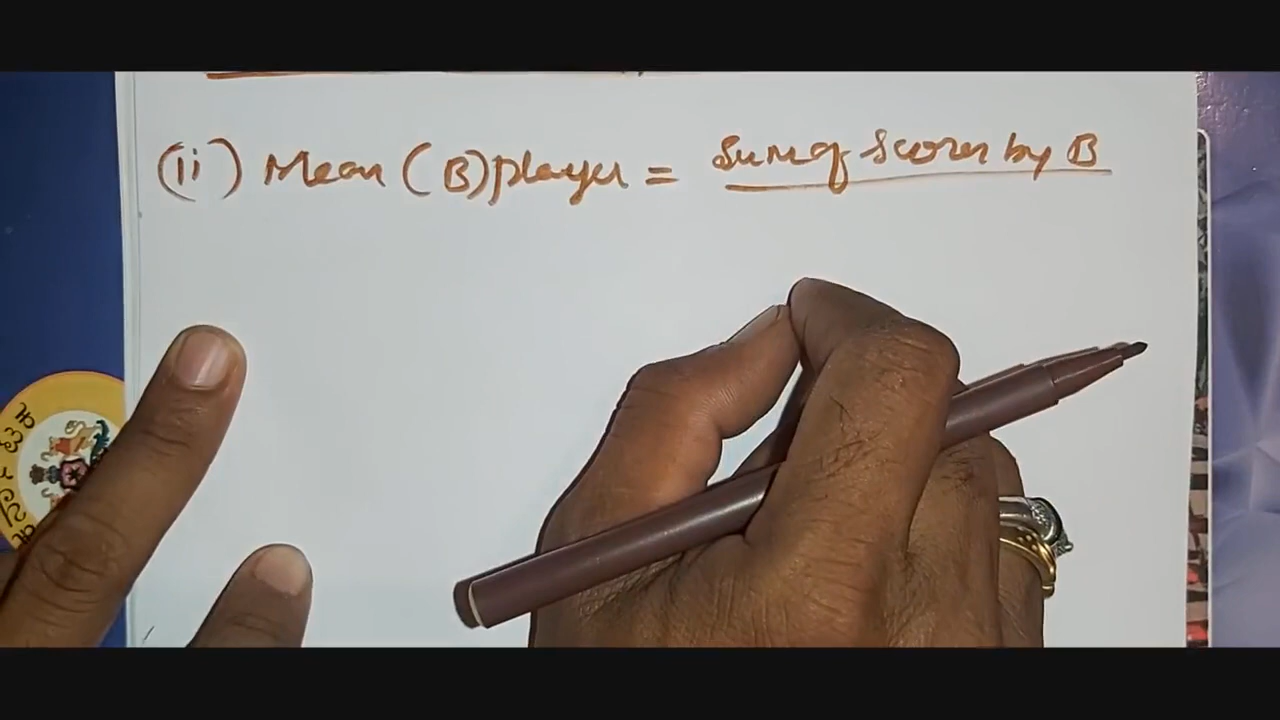 (ii) Mean (B) player = Sum of Scores by B